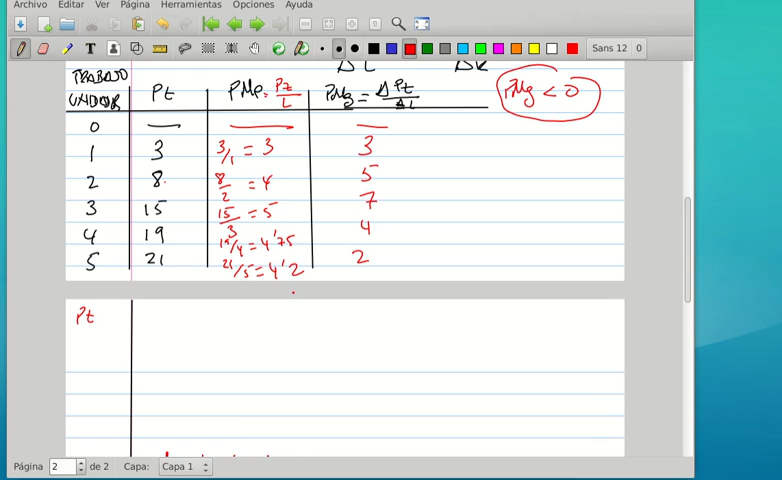 Archivo Editar Ver Página Herramientas Opciones Ayuda
Sans 12 0
ΔL ΔK
TRABAJO
Pt PMe = Pt/L PMg = ΔPt/ΔL PMg < 0
0 — — —
1 3 3/1 = 3 3
2 8 8/2 = 4 5
3 15 15/3 = 5 7
4 19 19/4 = 4'75 4
5 21 21/5 = 4'2 2
Pt
Página 2 de 2 Capa: Capa 1